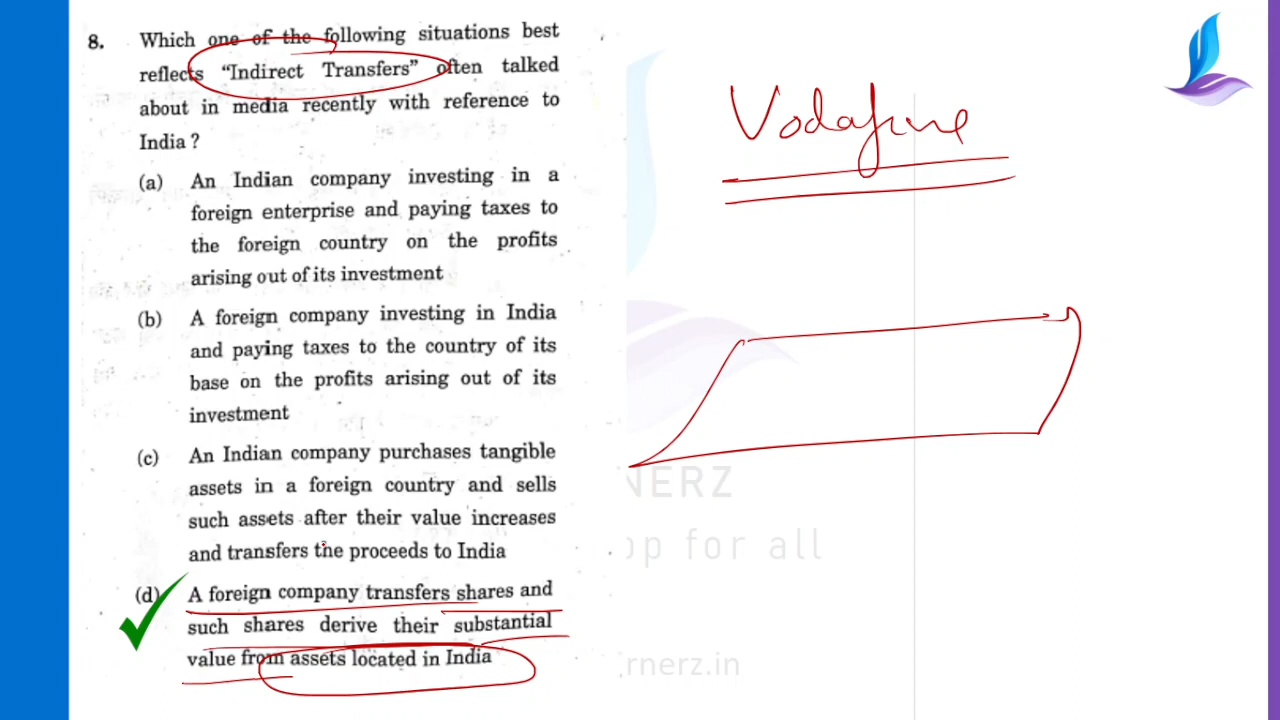 8. Which one of the following situations best
reflects “Indirect Transfers” often talked
about in media recently with reference to
India ?
(a) An Indian company investing in a
foreign enterprise and paying taxes to
the foreign country on the profits
arising out of its investment
(b) A foreign company investing in India
and paying taxes to the country of its
base on the profits arising out of its
investment
(c) An Indian company purchases tangible
assets in a foreign country and sells
such assets after their value increases
and transfers the proceeds to India
(d) A foreign company transfers shares and
such shares derive their substantial
value from assets located in India
Vodafone
NERZ
op for all
rnerz.in